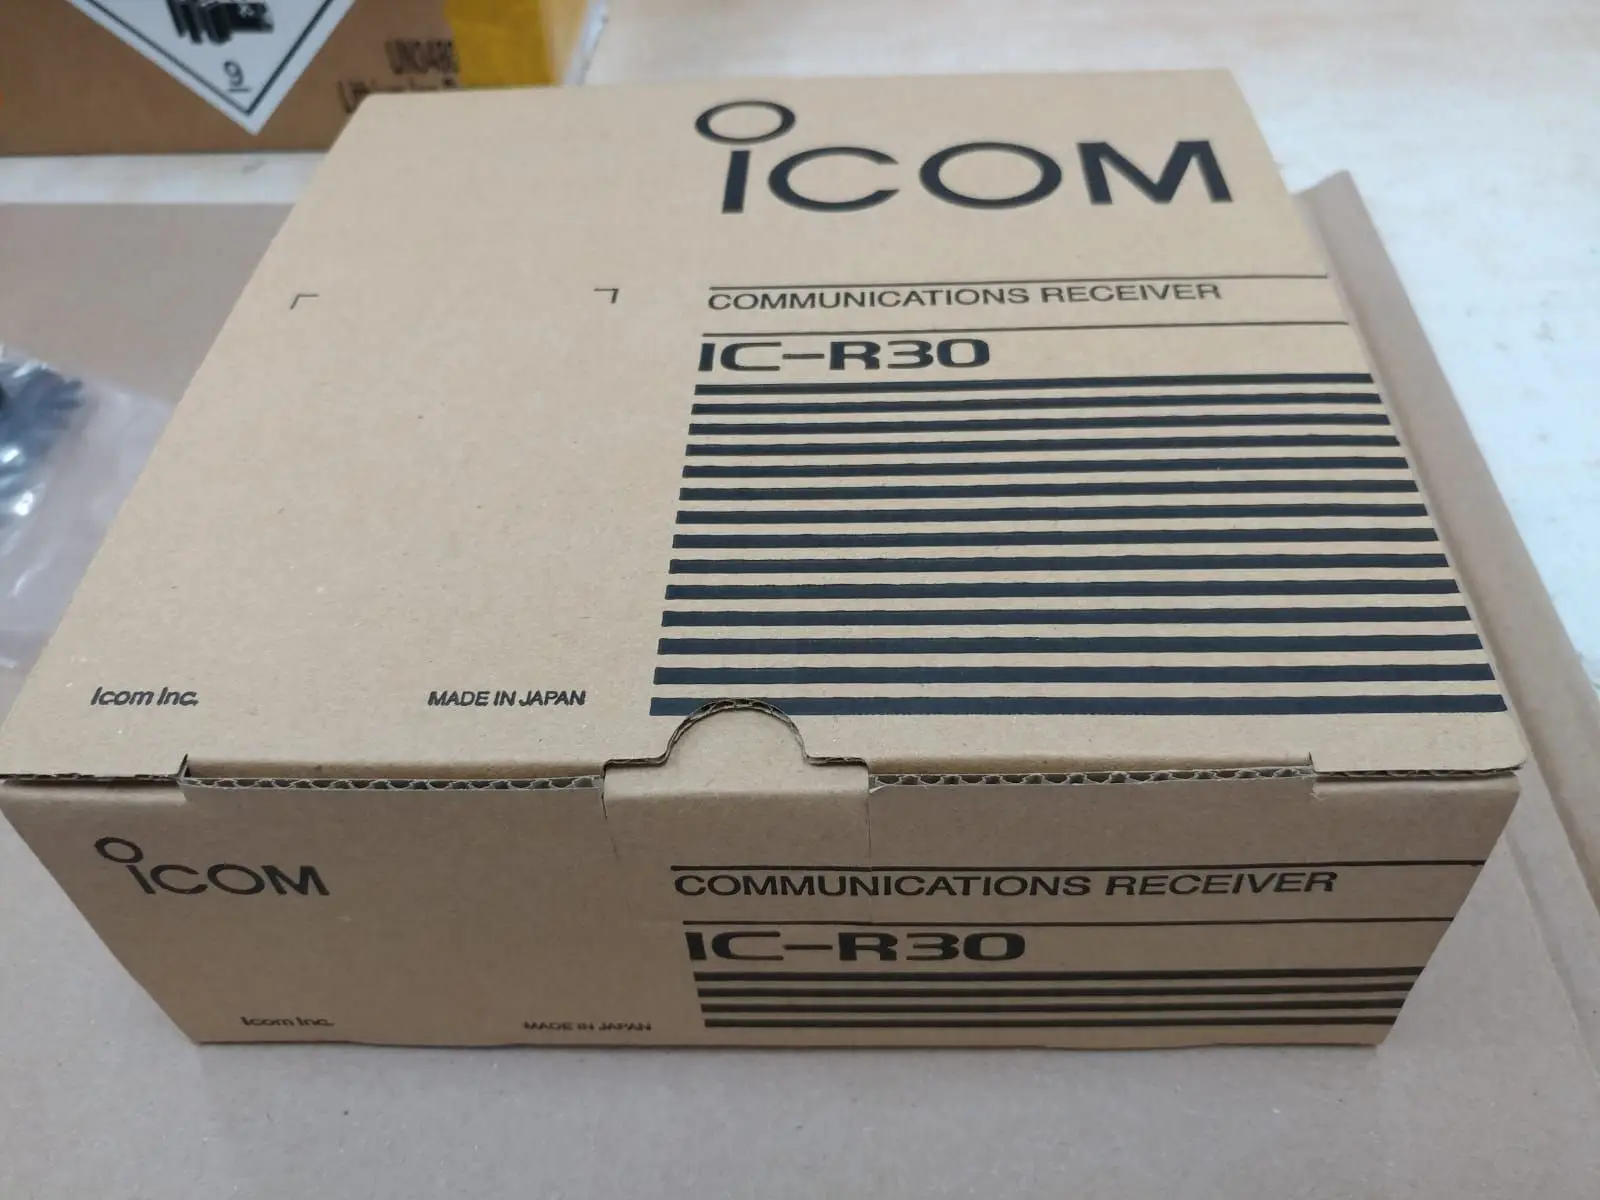 9
ICOM
COMMUNICATIONS RECEIVER
IC-R30
Icom Inc.
MADE IN JAPAN
ICOM
COMMUNICATIONS RECEIVER
IC-R30
Icom Inc.
MADE IN JAPAN